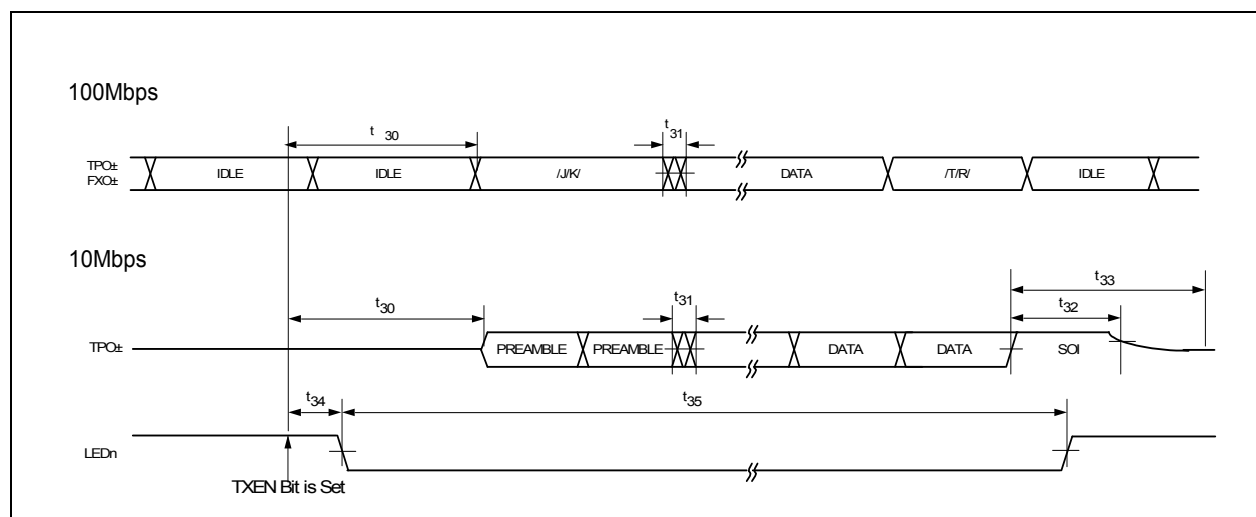 100Mbps
t 30
t 31
TPO±
FXO±
IDLE
IDLE
/J/K/
DATA
/T/R/
IDLE
10Mbps
t33
t30
t31
t32
TPO±
PREAMBLE
PREAMBLE
DATA
DATA
SOI
t34
t35
LEDn
TXEN Bit is Set